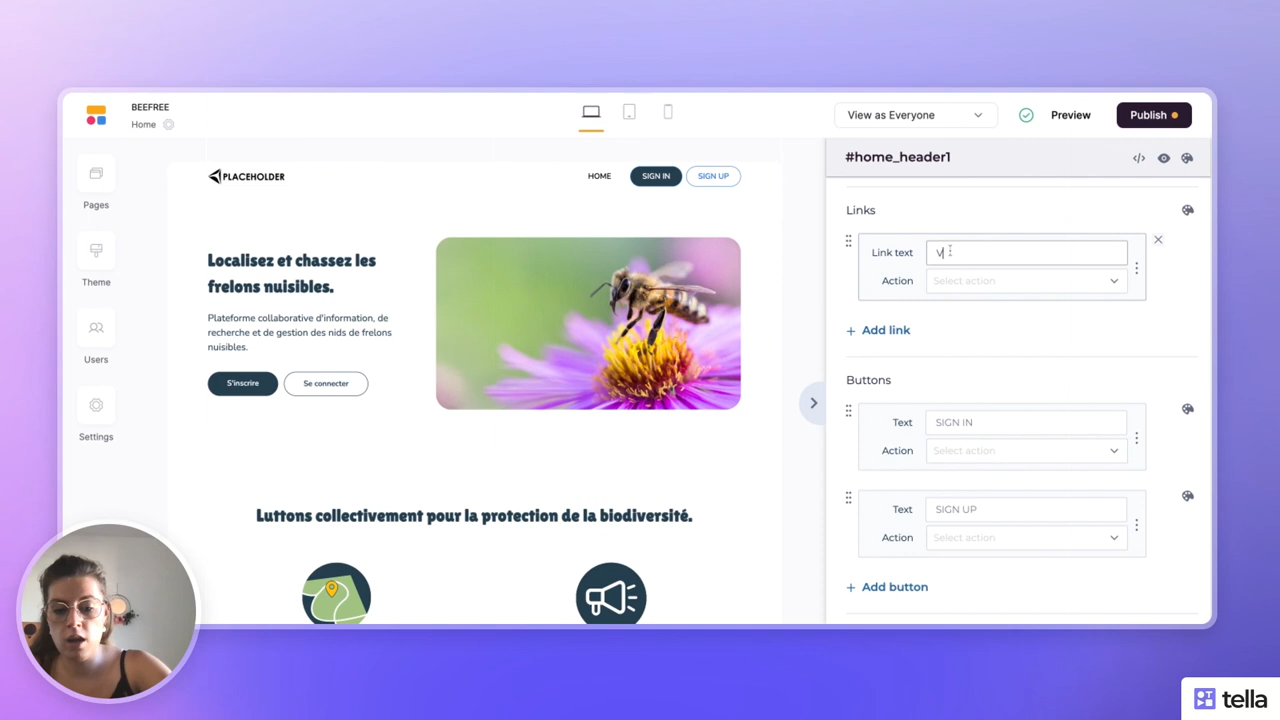 BEEFREE
Home
View as Everyone
Preview
Publish
Pages
Theme
Users
Settings
PLACEHOLDER
HOME
SIGN IN
SIGN UP
Localisez et chassez les
frelons nuisibles.
Plateforme collaborative d'information, de
recherche et de gestion des nids de frelons
nuisibles.
S'inscrire
Se connecter
Luttons collectivement pour la protection de la biodiversité.
#home_header1
Links
Link text
V
Action
Select action
+ Add link
Buttons
Text
SIGN IN
Action
Select action
Text
SIGN UP
Action
Select action
+ Add button
tella